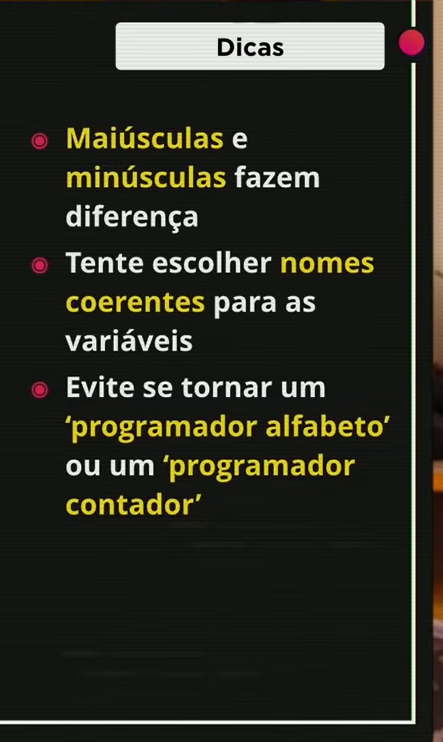 Dicas
Maiúsculas e
minúsculas fazem
diferença
Tente escolher nomes
coerentes para as
variáveis
Evite se tornar um
‘programador alfabeto’
ou um ‘programador
contador’